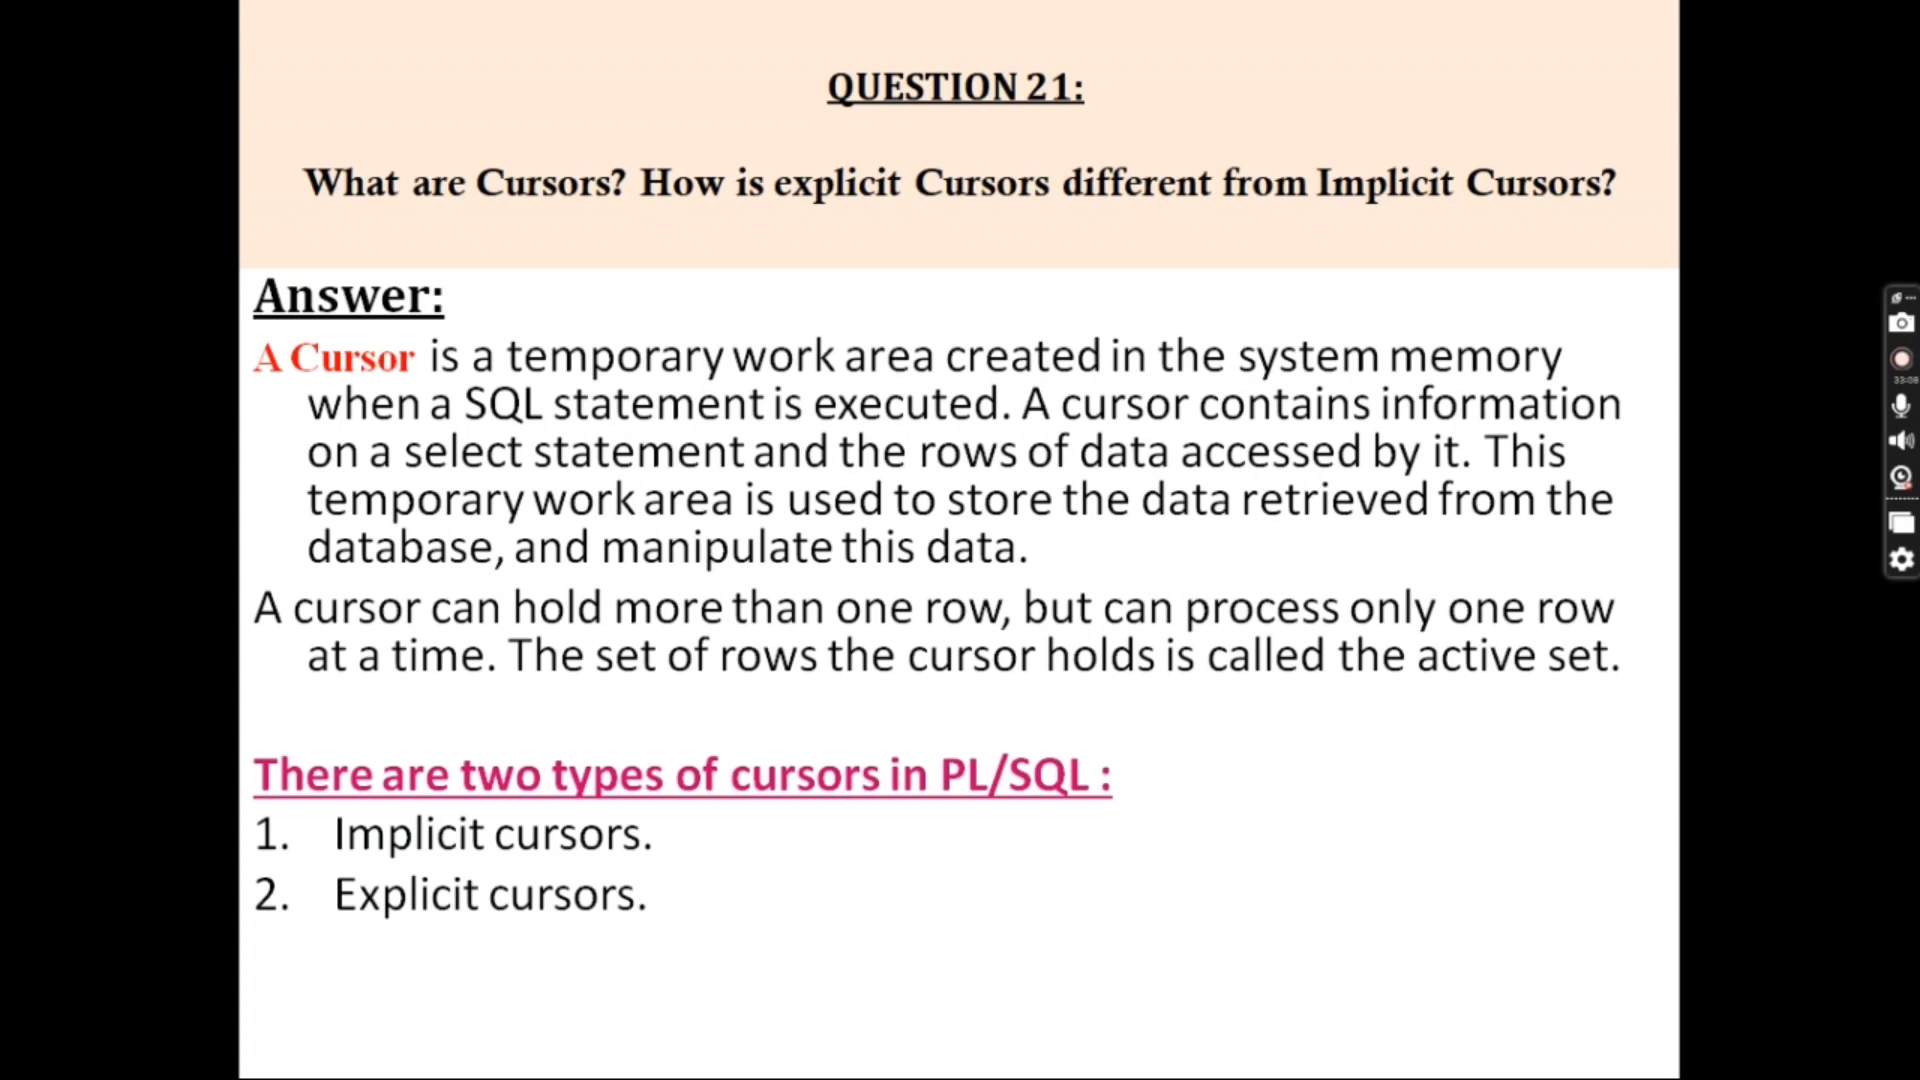 QUESTION 21:
What are Cursors? How is explicit Cursors different from Implicit Cursors?
Answer:
A Cursor is a temporary work area created in the system memory
when a SQL statement is executed. A cursor contains information
on a select statement and the rows of data accessed by it. This
temporary work area is used to store the data retrieved from the
database, and manipulate this data.
A cursor can hold more than one row, but can process only one row
at a time. The set of rows the cursor holds is called the active set.
There are two types of cursors in PL/SQL :
1. Implicit cursors.
2. Explicit cursors.
33:08